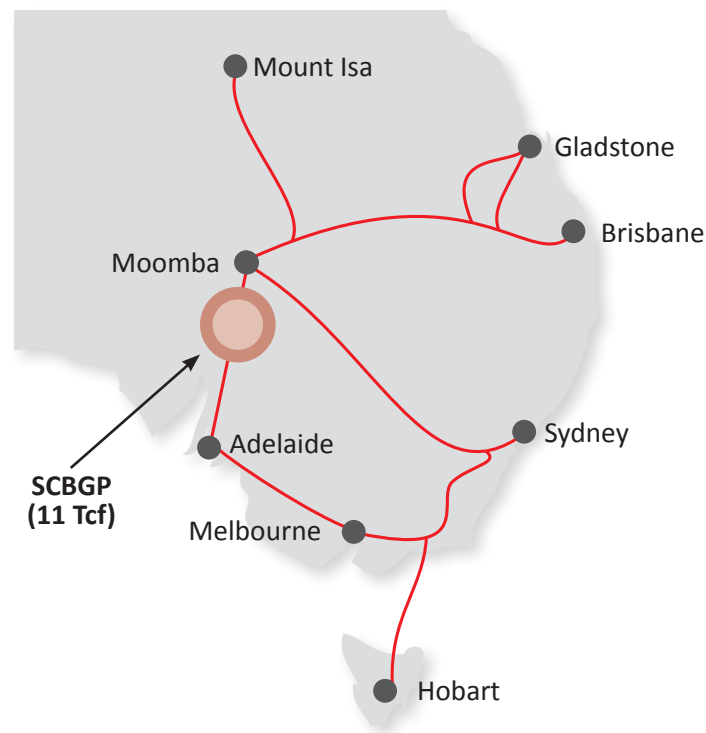 Mount Isa
Gladstone
Brisbane
Moomba
Sydney
Adelaide
SCBGP
(11 Tcf)
Melbourne
Hobart